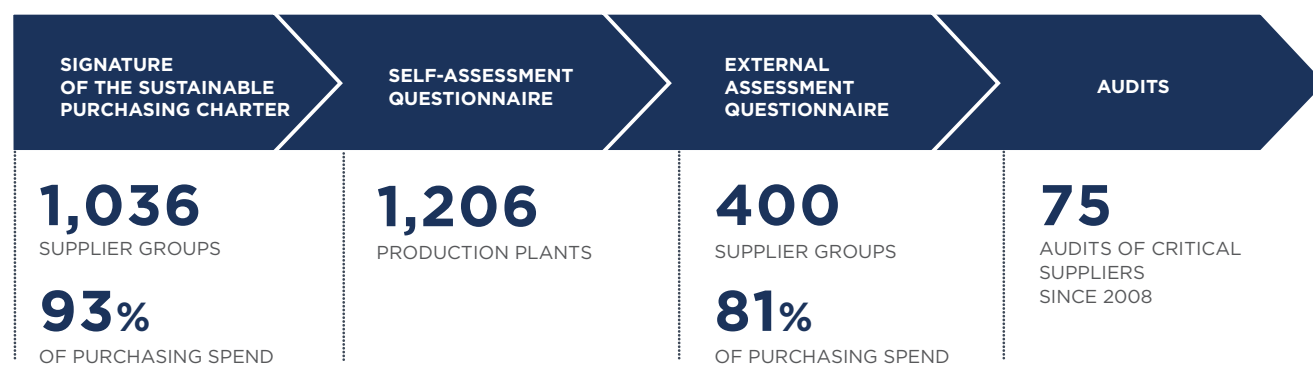 SIGNATURE
OF THE SUSTAINABLE
PURCHASING CHARTER
SELF-ASSESSMENT
QUESTIONNAIRE
EXTERNAL
ASSESSMENT
QUESTIONNAIRE
AUDITS
1,036
SUPPLIER GROUPS
93%
OF PURCHASING SPEND
1,206
PRODUCTION PLANTS
400
SUPPLIER GROUPS
81%
OF PURCHASING SPEND
75
AUDITS OF CRITICAL
SUPPLIERS
SINCE 2008